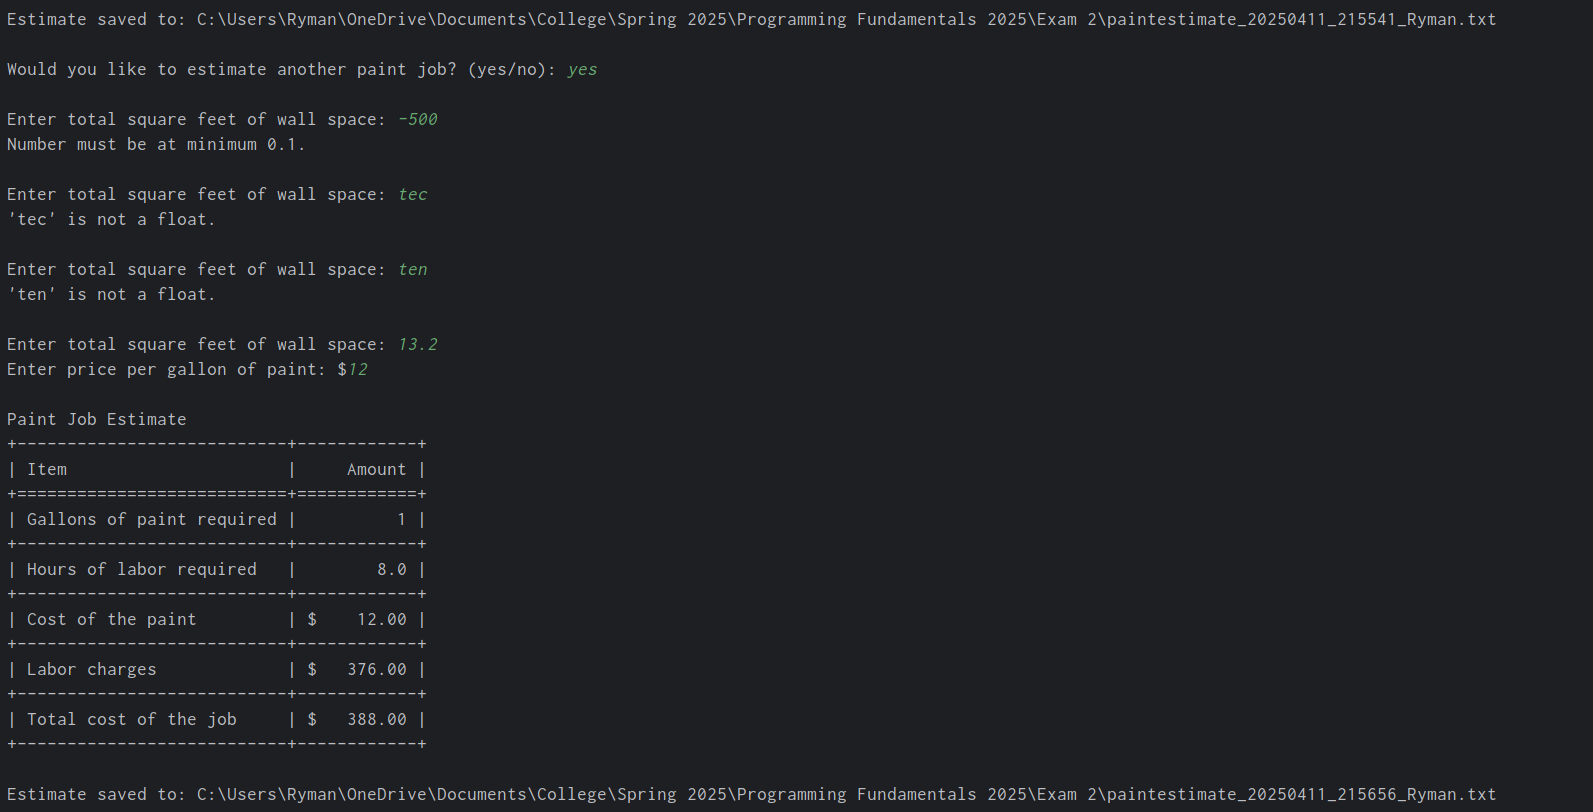 Estimate saved to: C:\Users\Ryman\OneDrive\Documents\College\Spring 2025\Programming Fundamentals 2025\Exam 2\paintestimate_20250411_215541_Ryman.txt
Would you like to estimate another paint job? (yes/no): yes
Enter total square feet of wall space: -500
Number must be at minimum 0.1.
Enter total square feet of wall space: tec
'tec' is not a float.
Enter total square feet of wall space: ten
'ten' is not a float.
Enter total square feet of wall space: 13.2
Enter price per gallon of paint: $12
Paint Job Estimate
+---------------------------+------------+
| Item                      |     Amount |
+===========================+============+
| Gallons of paint required |          1 |
+---------------------------+------------+
| Hours of labor required   |        8.0 |
+---------------------------+------------+
| Cost of the paint         | $    12.00 |
+---------------------------+------------+
| Labor charges             | $   376.00 |
+---------------------------+------------+
| Total cost of the job     | $   388.00 |
+---------------------------+------------+
Estimate saved to: C:\Users\Ryman\OneDrive\Documents\College\Spring 2025\Programming Fundamentals 2025\Exam 2\paintestimate_20250411_215656_Ryman.txt